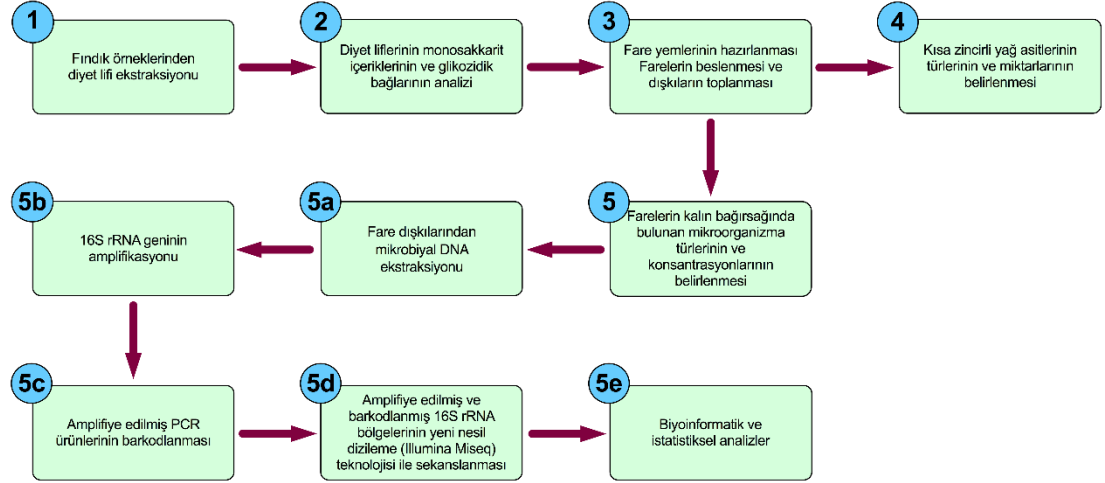 1
Fındık örneklerinden
diyet lifi ekstraksiyonu
2
Diyet liflerinin monosakkarit
içeriklerinin ve glikozidik
bağlarının analizi
3
Fare yemlerinin hazırlanması
Farelerin beslenmesi ve
dışkıların toplanması
4
Kısa zincirli yağ asitlerinin
türlerinin ve miktarlarının
belirlenmesi
5
Farelerin kalın bağırsağında
bulunan mikroorganizma
türlerinin ve
konsantrasyonlarının
belirlenmesi
5a
Fare dışkılarından
mikrobiyal DNA
ekstraksiyonu
5b
16S rRNA geninin
amplifikasyonu
5c
Amplifiye edilmiş PCR
ürünlerinin barkodlanması
5d
Amplifiye edilmiş ve
barkodlanmış 16S rRNA
bölgelerinin yeni nesil
dizileme (Illumina Miseq)
teknolojisi ile sekanslanması
5e
Biyoinformatik ve
istatistiksel analizler